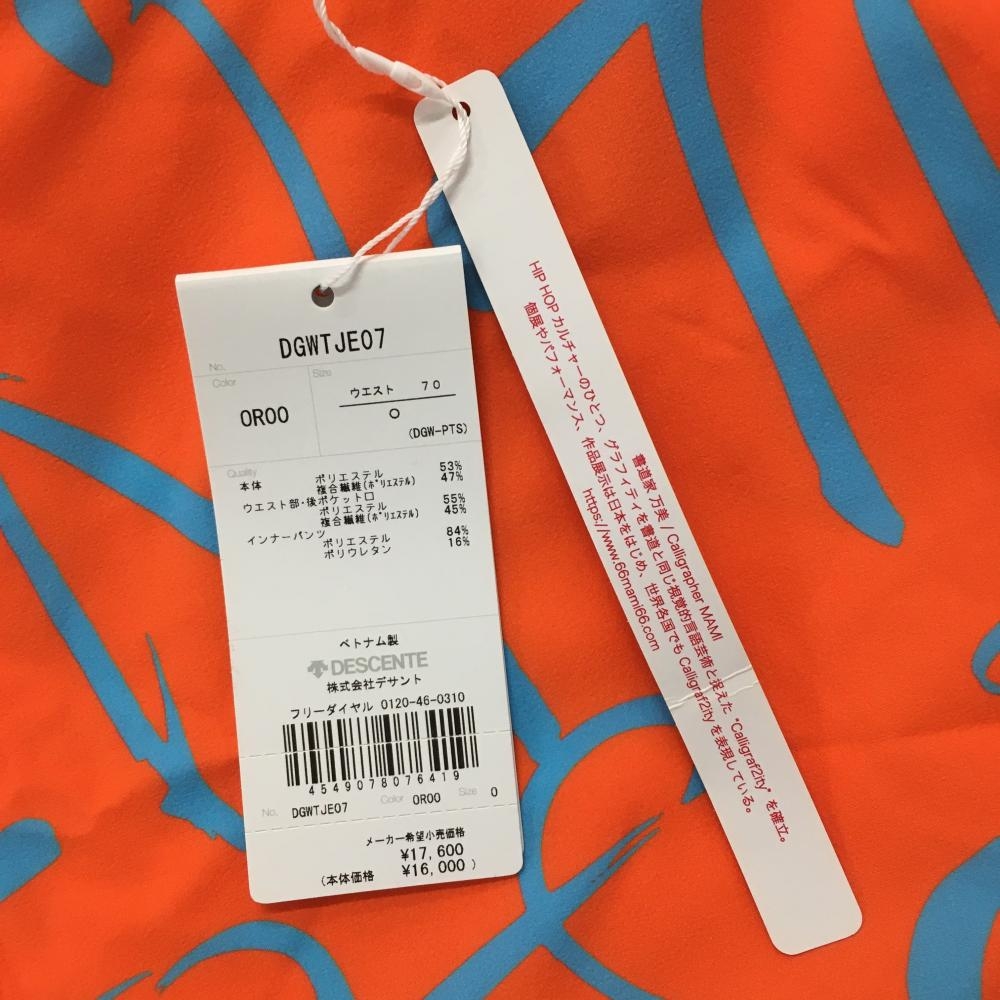 No. DGWTJE07
Color Size
OR00 ウエスト 70
O
(DGW-PTS)
Quality
本体 ポリエステル 53%
複合繊維(ポリエステル) 47%
ウエスト部・後ポケット口
ポリエステル 55%
複合繊維(ポリエステル) 45%
インナーパンツ
ポリエステル 84%
ポリウレタン 16%
ベトナム製
DESCENTE
株式会社デサント
フリーダイヤル 0120-46-0310
4549078076419
No. DGWTJE07 Color OR00 Size O
メーカー希望小売価格
¥17,600
(本体価格 ¥16,000 )
書道家 万美 / Calligrapher MAMI
HIP HOP カルチャーのひとつ、グラフィティを書道と同じ視覚的言語芸術と捉えた "Calligraf2ity" を確立。
個展やパフォーマンス、作品展示は日本をはじめ、世界各国でも Calligraf2ity を表現している。
https://www.66mami66.com